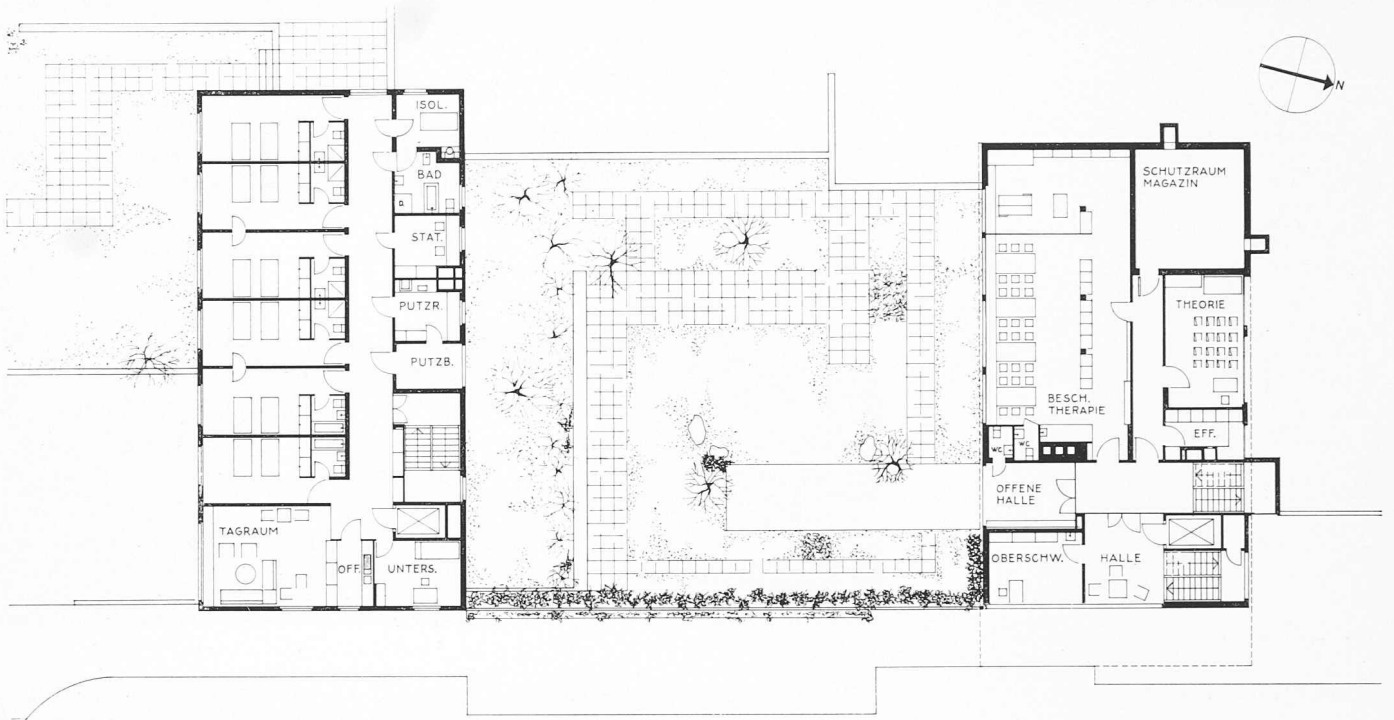 N
ISOL.
BAD
STAT.
PUTZR.
PUTZB.
TAGRAUM
OFF.
UNTERS.
SCHUTZRAUM
MAGAZIN
THEORIE
BESCH.
THERAPIE
EFF.
WC
WC
OFFENE
HALLE
OBERSCHW.
HALLE